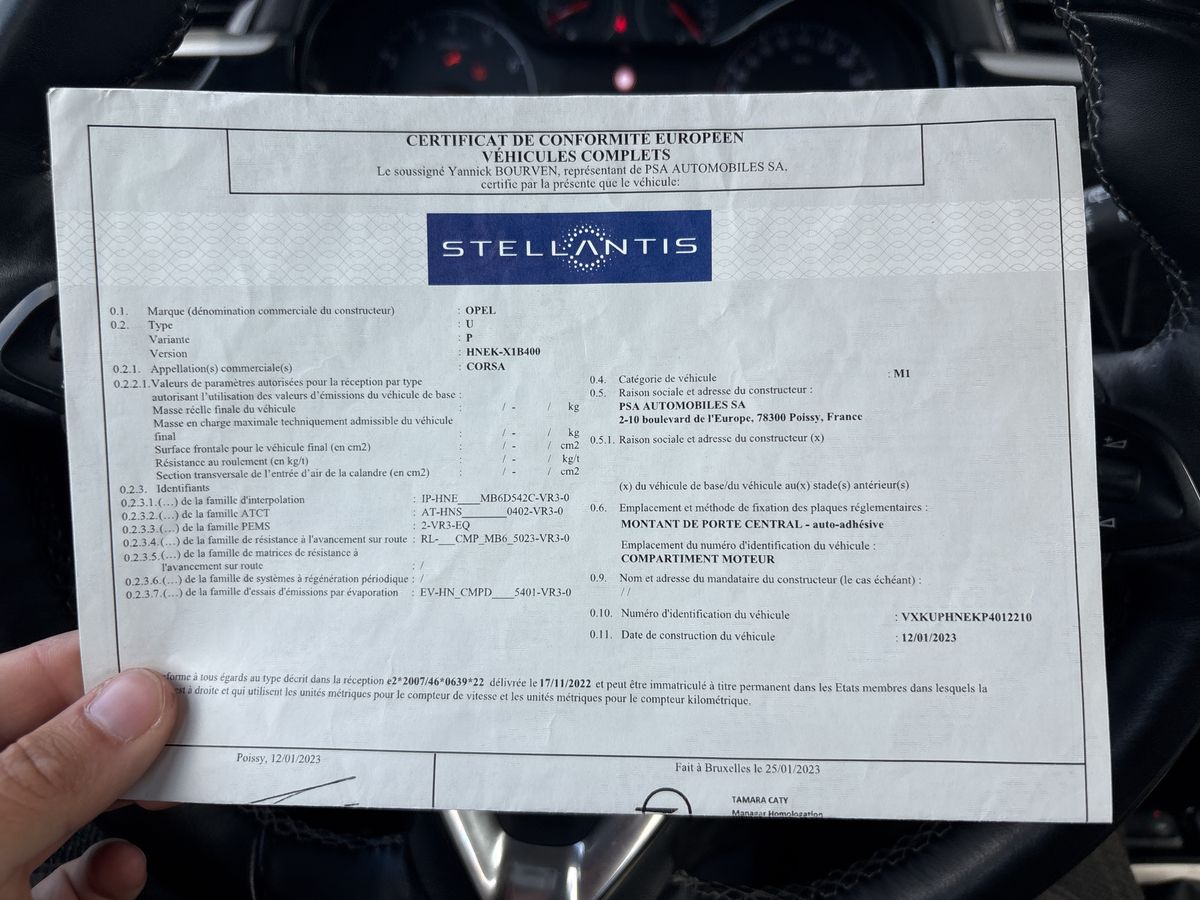 CERTIFICAT DE CONFORMITE EUROPEEN
VÉHICULES COMPLETS
Le soussigné Yannick BOURVEN, représentant de PSA AUTOMOBILES SA,
certifie par la présente que le véhicule:
STELLANTIS
0.1. Marque (dénomination commerciale du constructeur) : OPEL
0.2. Type : U
Variante : P
Version : HNEK-X1B400
0.2.1. Appellation(s) commerciale(s) : CORSA
0.2.2.1. Valeurs de paramètres autorisées pour la réception par type
autorisant l'utilisation des valeurs d'émissions du véhicule de base :
Masse réelle finale du véhicule : / - / kg
Masse en charge maximale techniquement admissible du véhicule
final : / - / kg
Surface frontale pour le véhicule final (en cm2) : / - / cm2
Résistance au roulement (en kg/t) : / - / kg/t
Section transversale de l'entrée d'air de la calandre (en cm2) : / - / cm2
0.2.3. Identifiants
0.2.3.1.(…) de la famille d'interpolation : IP-HNE____MB6D542C-VR3-0
0.2.3.2.(…) de la famille ATCT : AT-HNS________0402-VR3-0
0.2.3.3.(…) de la famille PEMS : 2-VR3-EQ
0.2.3.4.(…) de la famille de résistance à l'avancement sur route : RL-___CMP_MB6_5023-VR3-0
0.2.3.5.(…) de la famille de matrices de résistance à
l'avancement sur route : /
0.2.3.6.(…) de la famille de systèmes à régénération périodique : /
0.2.3.7.(…) de la famille d'essais d'émissions par évaporation : EV-HN_CMPD____5401-VR3-0
0.4. Catégorie de véhicule : M1
0.5. Raison sociale et adresse du constructeur :
PSA AUTOMOBILES SA
2-10 boulevard de l'Europe, 78300 Poissy, France
0.5.1. Raison sociale et adresse du constructeur (x)
(x) du véhicule de base/du véhicule au(x) stade(s) antérieur(s)
0.6. Emplacement et méthode de fixation des plaques réglementaires :
MONTANT DE PORTE CENTRAL - auto-adhésive
Emplacement du numéro d'identification du véhicule :
COMPARTIMENT MOTEUR
0.9. Nom et adresse du mandataire du constructeur (le cas échéant) :
/ /
0.10. Numéro d'identification du véhicule : VXKUPHNEKP4012210
0.11. Date de construction du véhicule : 12/01/2023
à tous égards au type décrit dans la réception e2*2007/46*0639*22 délivrée le 17/11/2022 et peut être immatriculé à titre permanent dans les Etats membres dans lesquels la
est à droite et qui utilisent les unités métriques pour le compteur de vitesse et les unités métriques pour le compteur kilométrique.
Poissy, 12/01/2023
Fait à Bruxelles le 25/01/2023
TAMARA CATY
Manager Homologation